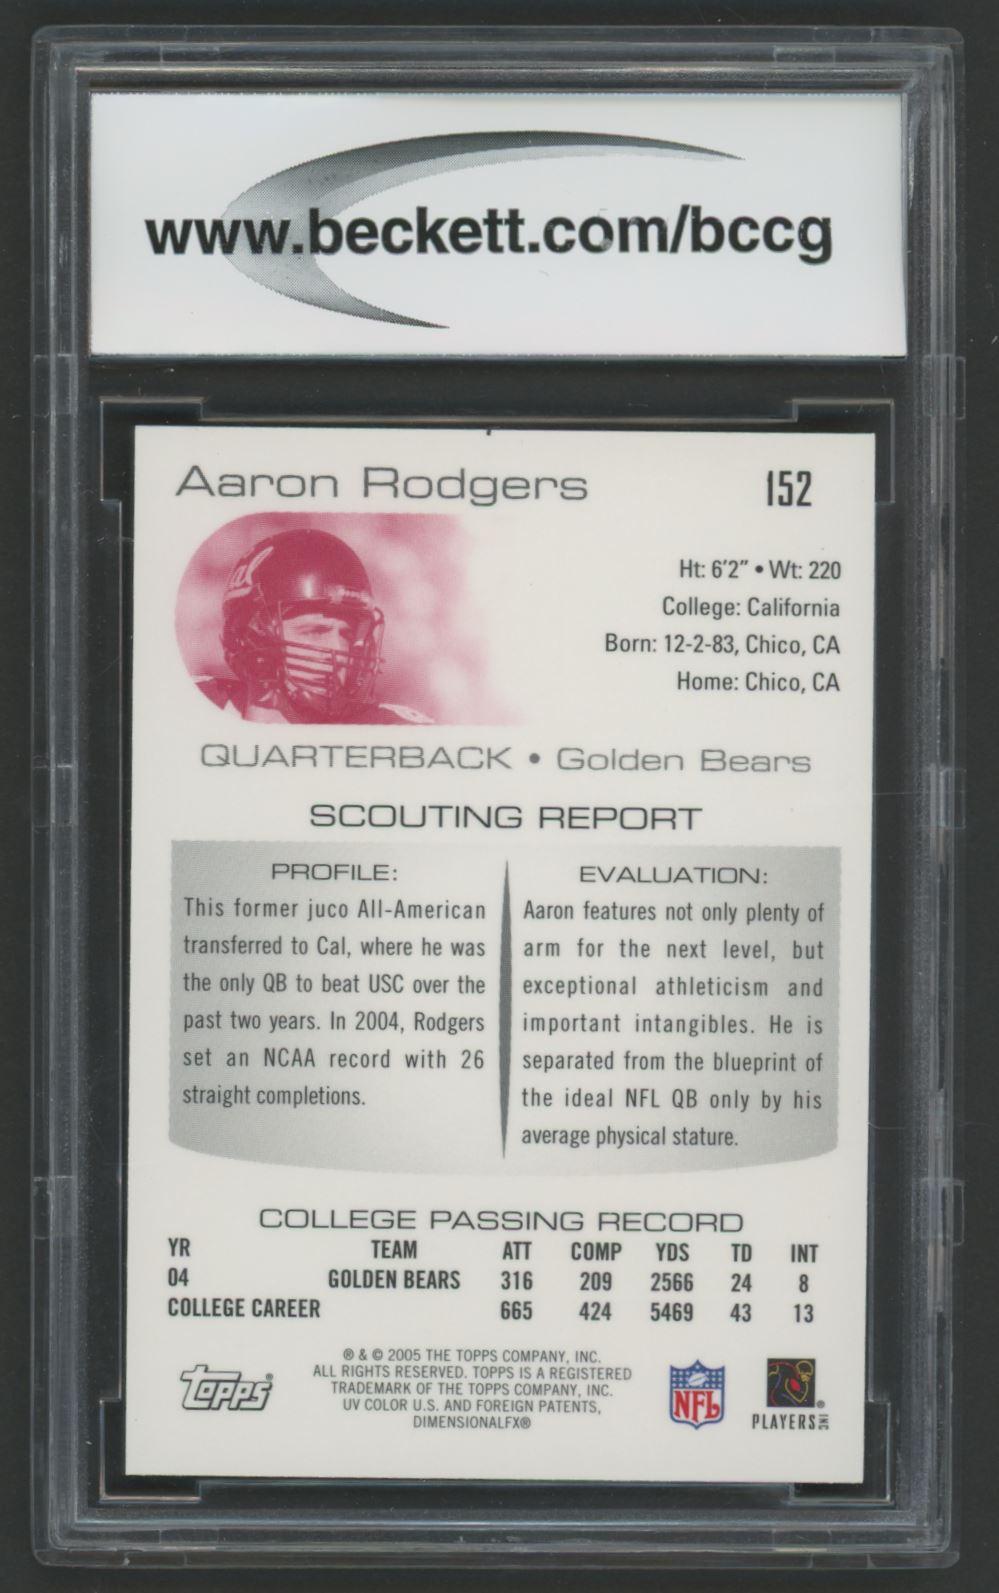 www.beckett.com/bccg
Aaron Rodgers
152
Ht: 6'2" • Wt: 220
College: California
Born: 12-2-83, Chico, CA
Home: Chico, CA
QUARTERBACK • Golden Bears
SCOUTING REPORT
PROFILE:
This former juco All-American
transferred to Cal, where he was
the only QB to beat USC over the
past two years. In 2004, Rodgers
set an NCAA record with 26
straight completions.
EVALUATION:
Aaron features not only plenty of
arm for the next level, but
exceptional athleticism and
important intangibles. He is
separated from the blueprint of
the ideal NFL QB only by his
average physical stature.
COLLEGE PASSING RECORD
YR TEAM ATT COMP YDS TD INT
04 GOLDEN BEARS 316 209 2566 24 8
COLLEGE CAREER 665 424 5469 43 13
® & © 2005 THE TOPPS COMPANY, INC.
ALL RIGHTS RESERVED. TOPPS IS A REGISTERED
TRADEMARK OF THE TOPPS COMPANY, INC.
UV COLOR U.S. AND FOREIGN PATENTS,
DIMENSIONALFX®
Topps®
NFL
PLAYERS INC